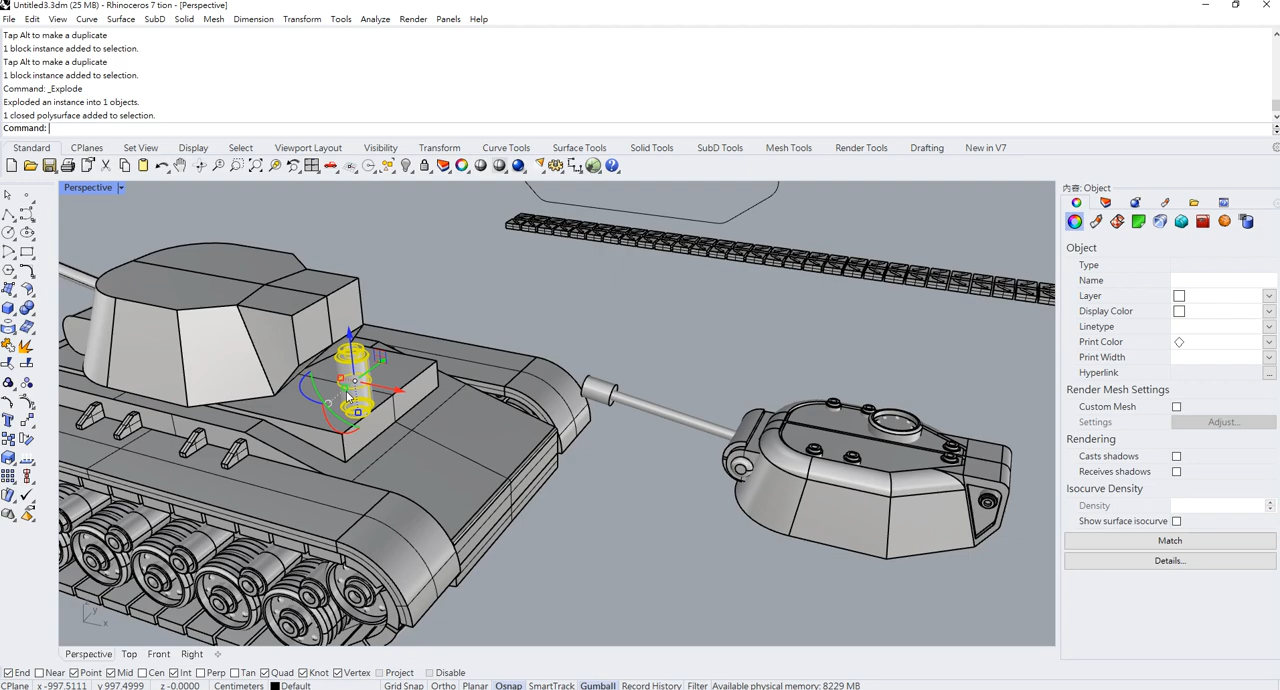 Untitled3.3dm (25 MB) - Rhinoceros 7 tion - [Perspective]
File Edit View Curve Surface SubD Solid Mesh Dimension Transform Tools Analyze Render Panels Help
Tap Alt to make a duplicate
1 block instance added to selection.
Tap Alt to make a duplicate
1 block instance added to selection.
Command: _Explode
Exploded an instance into 1 objects.
1 closed polysurface added to selection.
Command:
Standard CPlanes Set View Display Select Viewport Layout Visibility Transform Curve Tools Surface Tools Solid Tools SubD Tools Mesh Tools Render Tools Drafting New in V7
Perspective
內容: Object
Object
Type
Name
Layer
Display Color
Linetype
Print Color
Print Width
Hyperlink ...
Render Mesh Settings
Custom Mesh
Settings Adjust...
Rendering
Casts shadows
Receives shadows
Isocurve Density
Density
Show surface isocurve
Match
Details...
y
x
Perspective Top Front Right
End Near Point Mid Cen Int Perp Tan Quad Knot Vertex Project Disable
CPlane x -997.5111 y 997.4999 z -0.0000 Centimeters Default Grid Snap Ortho Planar Osnap SmartTrack Gumball Record History Filter Available physical memory: 8229 MB